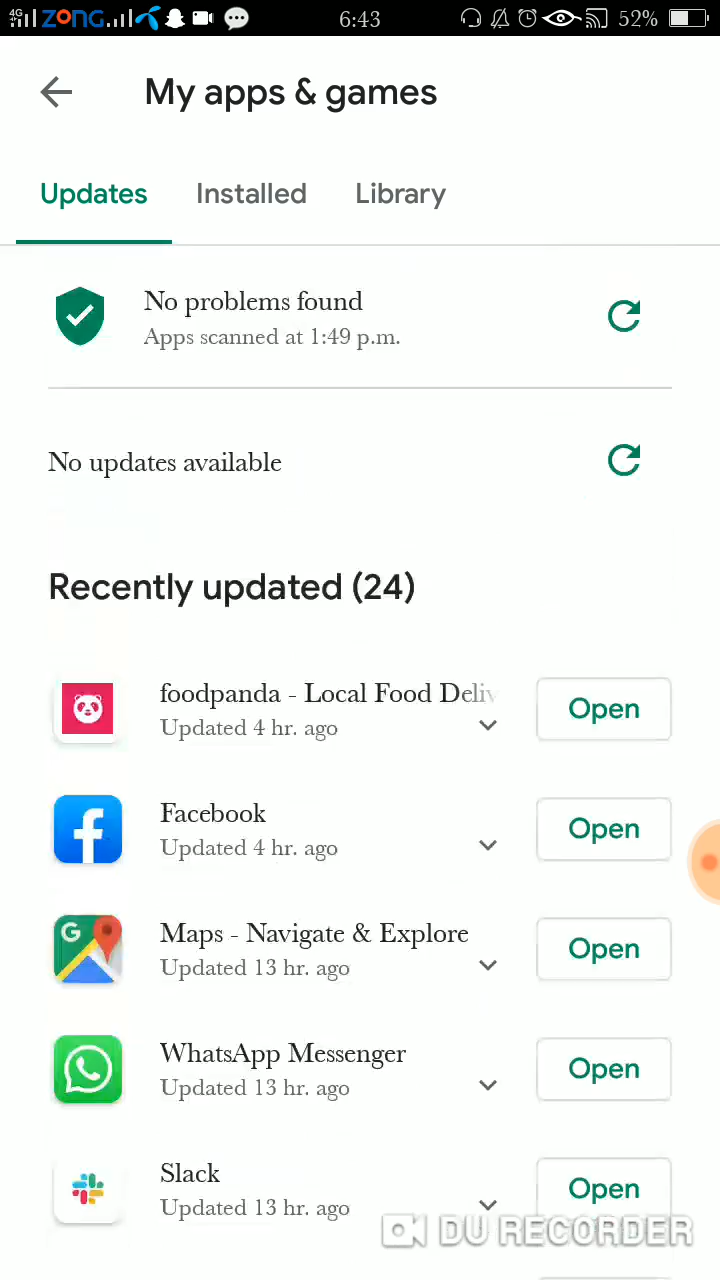 4G ZONG 6:43 52%
My apps & games
Updates Installed Library
No problems found
Apps scanned at 1:49 p.m.
No updates available
Recently updated (24)
foodpanda - Local Food Deliv
Updated 4 hr. ago
Open
Facebook
Updated 4 hr. ago
Open
G
Maps - Navigate & Explore
Updated 13 hr. ago
Open
WhatsApp Messenger
Updated 13 hr. ago
Open
Slack
Updated 13 hr. ago
Open
DU RECORDER